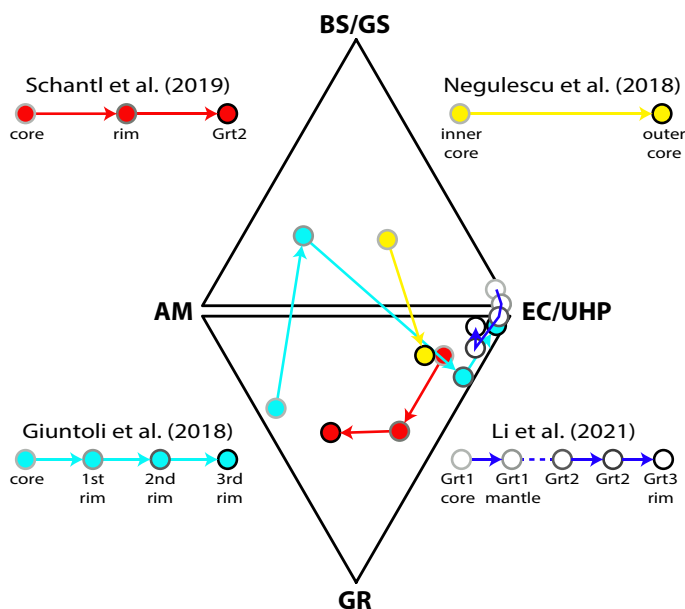 BS/GS
Schantl et al. (2019)
core
rim
Grt2
Negulescu et al. (2018)
inner
core
outer
core
AM
EC/UHP
Giuntoli et al. (2018)
core
1st
rim
2nd
rim
3rd
rim
Li et al. (2021)
Grt1
core
Grt1
mantle
Grt2
Grt2
Grt3
rim
GR